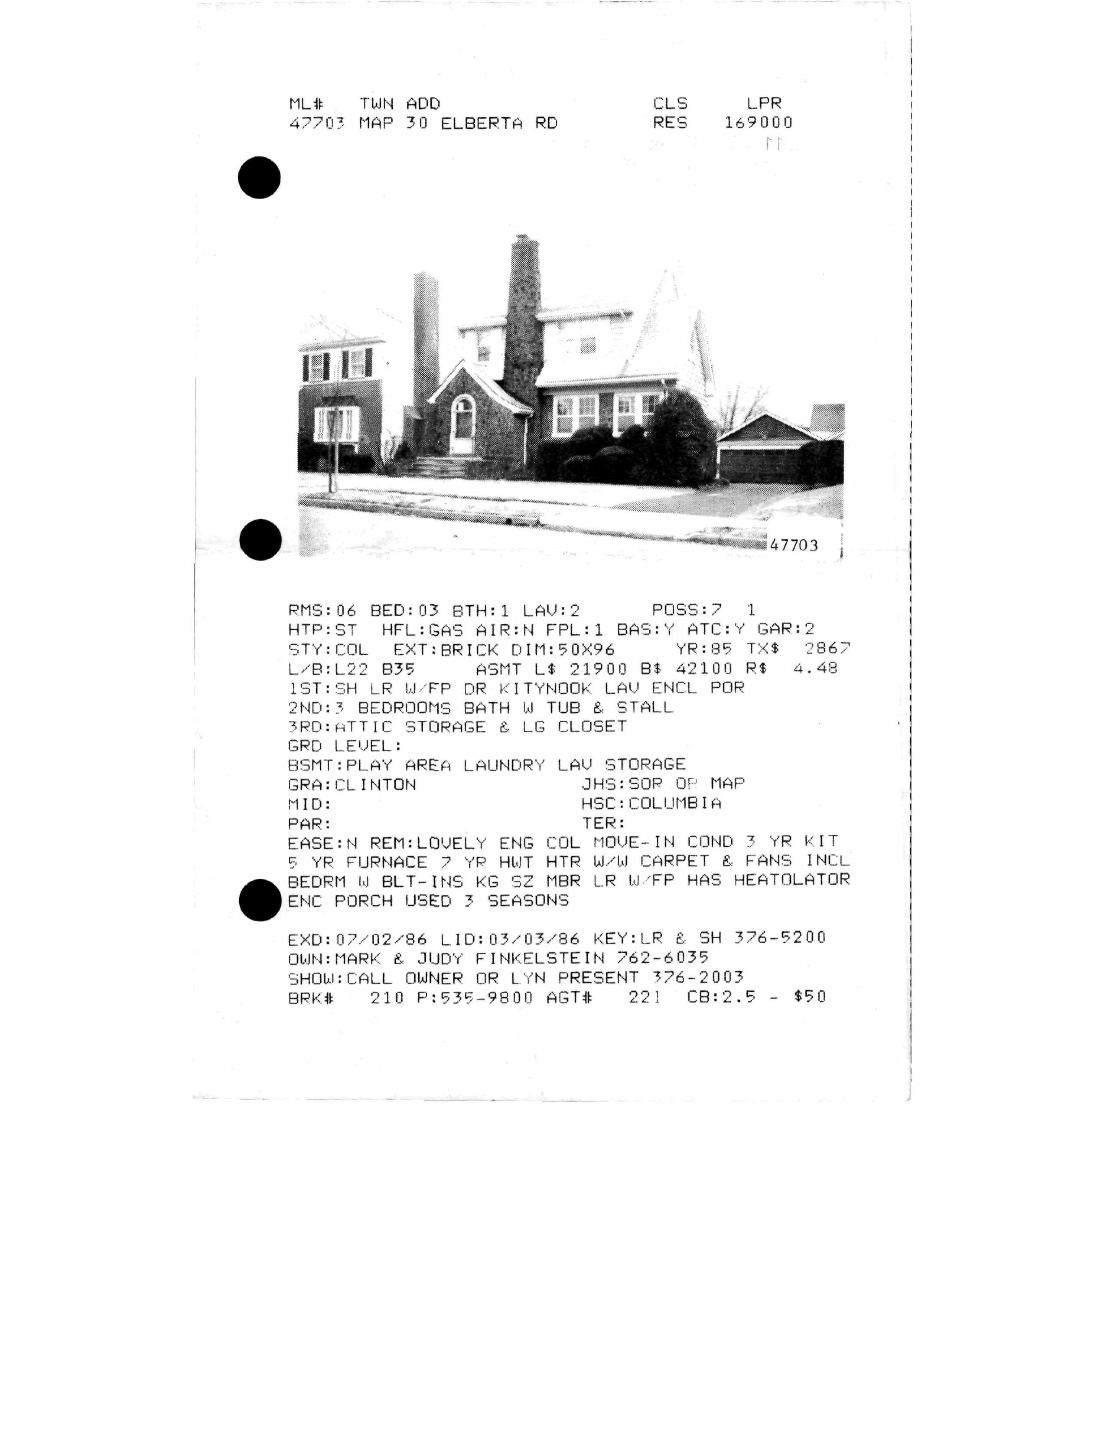 ML# TWN ADD CLS LPR
47703 MAP 30 ELBERTA RD RES 169000
47703
RMS:06 BED:03 BTH:1 LAV:2 POSS:7 1
HTP:ST HFL:GAS AIR:N FPL:1 BAS:Y ATC:Y GAR:2
STY:COL EXT:BRICK DIM:50X96 YR:85 TX$ 2867
L/B:L22 B35 ASMT L$ 21900 B$ 42100 R$ 4.48
1ST:SH LR W/FP DR KITYNOOK LAV ENCL POR
2ND:3 BEDROOMS BATH W TUB & STALL
3RD:ATTIC STORAGE & LG CLOSET
GRD LEVEL:
BSMT:PLAY AREA LAUNDRY LAV STORAGE
GRA:CLINTON JHS:SOR OR MAP
MID: HSC:COLUMBIA
PAR: TER:
EASE:N REM:LOVELY ENG COL MOVE-IN COND 3 YR KIT
5 YR FURNACE 7 YR HWT HTR W/W CARPET & FANS INCL
BEDRM W BLT-INS KG SZ MBR LR W/FP HAS HEATOLATOR
ENC PORCH USED 3 SEASONS
EXD:07/02/86 LID:03/03/86 KEY:LR & SH 376-5200
OWN:MARK & JUDY FINKELSTEIN 762-6035
SHOW:CALL OWNER OR LYN PRESENT 376-2003
BRK# 210 P:535-9800 AGT# 221 CB:2.5 - $50